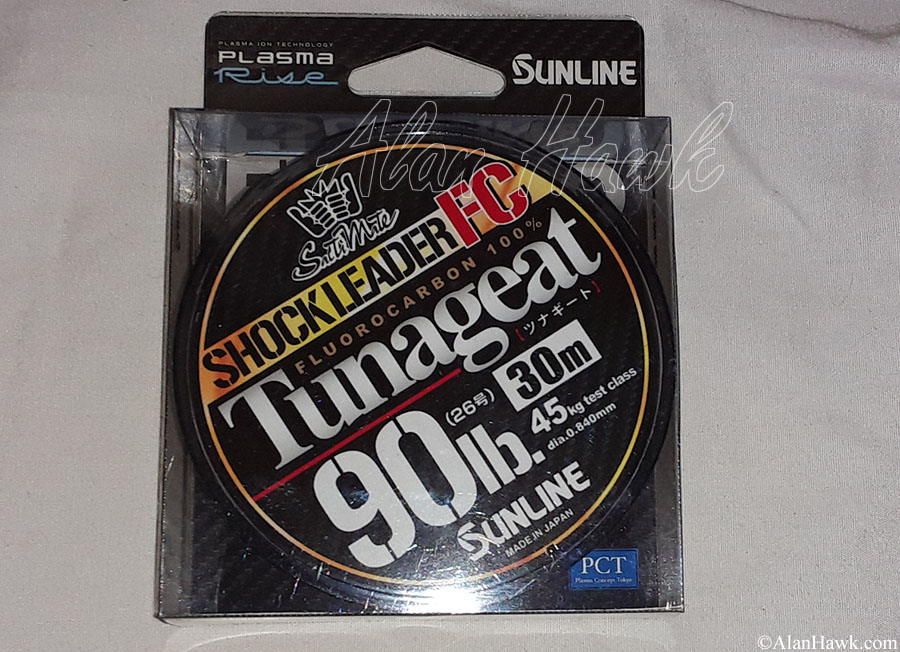 PLASMA ION TECHNOLOGY
PLASMA
Rise
SUNLINE
Alan Hawk
SaltiMate
SHOCK LEADER FC
FLUOROCARBON 100%
Tunageat
[ツナギート]
30m
90lb.
(26号)
45kg test class
dia.0.840mm
SUNLINE
MADE IN JAPAN
PCT
Plasma Concept Tokyo
©AlanHawk.com